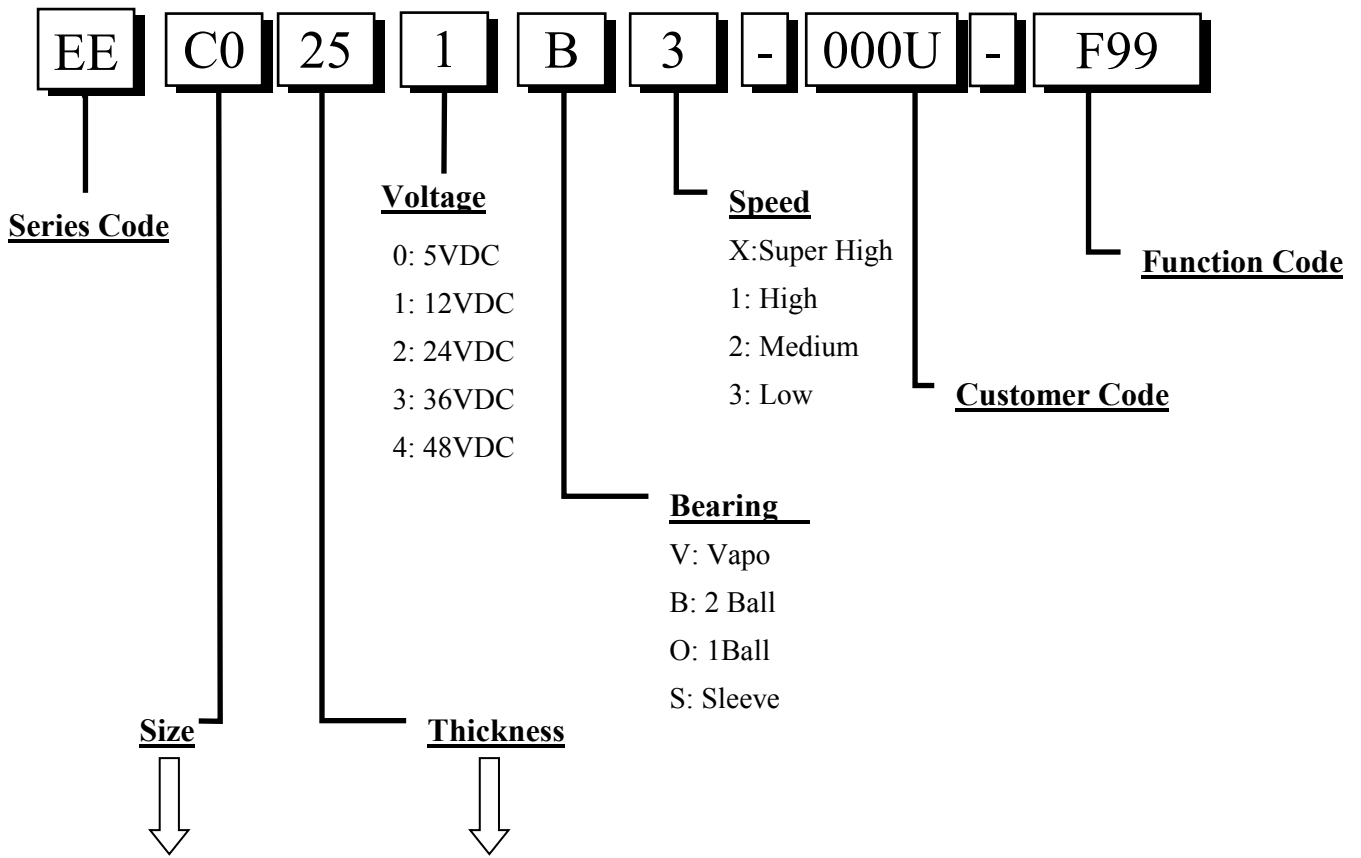 EE C0 25 1 B 3 - 000U - F99
Series Code
Voltage
0: 5VDC
1: 12VDC
2: 24VDC
3: 36VDC
4: 48VDC
Speed
X:Super High
1: High
2: Medium
3: Low
Function Code
Customer Code
Bearing
V: Vapo
B: 2 Ball
O: 1Ball
S: Sleeve
Size
Thickness